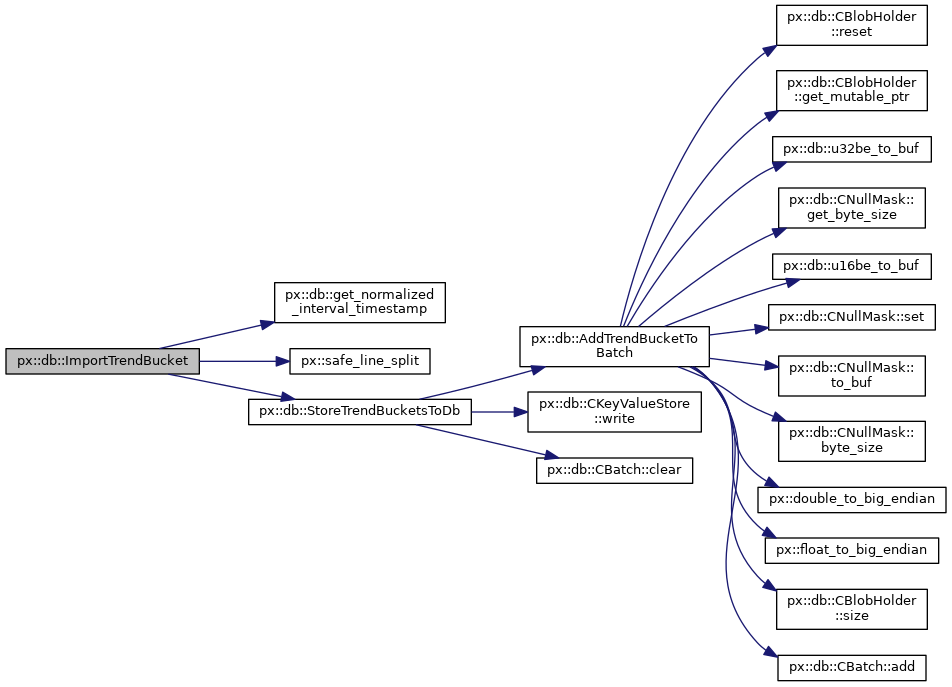 px::db::ImportTrendBucket
px::db::get_normalized
_interval_timestamp
px::safe_line_split
px::db::StoreTrendBucketsToDb
px::db::AddTrendBucketTo
Batch
px::db::CKeyValueStore
::write
px::db::CBatch::clear
px::db::CBlobHolder
::reset
px::db::CBlobHolder
::get_mutable_ptr
px::db::u32be_to_buf
px::db::CNullMask::
get_byte_size
px::db::u16be_to_buf
px::db::CNullMask::set
px::db::CNullMask::
to_buf
px::db::CNullMask::
byte_size
px::double_to_big_endian
px::float_to_big_endian
px::db::CBlobHolder
::size
px::db::CBatch::add